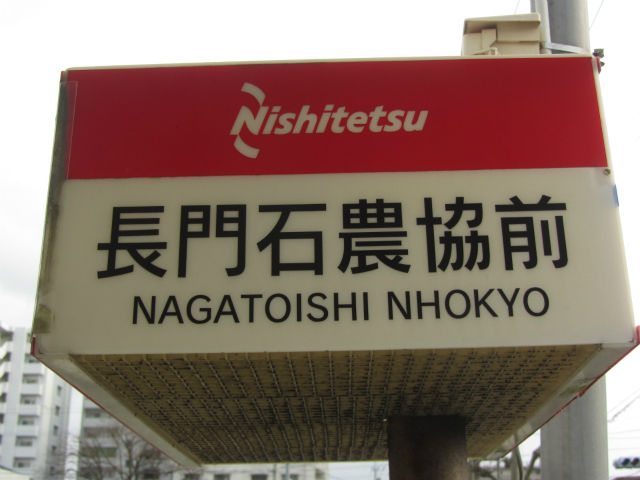 Nishitetsu
長門石農協前
NAGATOISHI NHOKYO